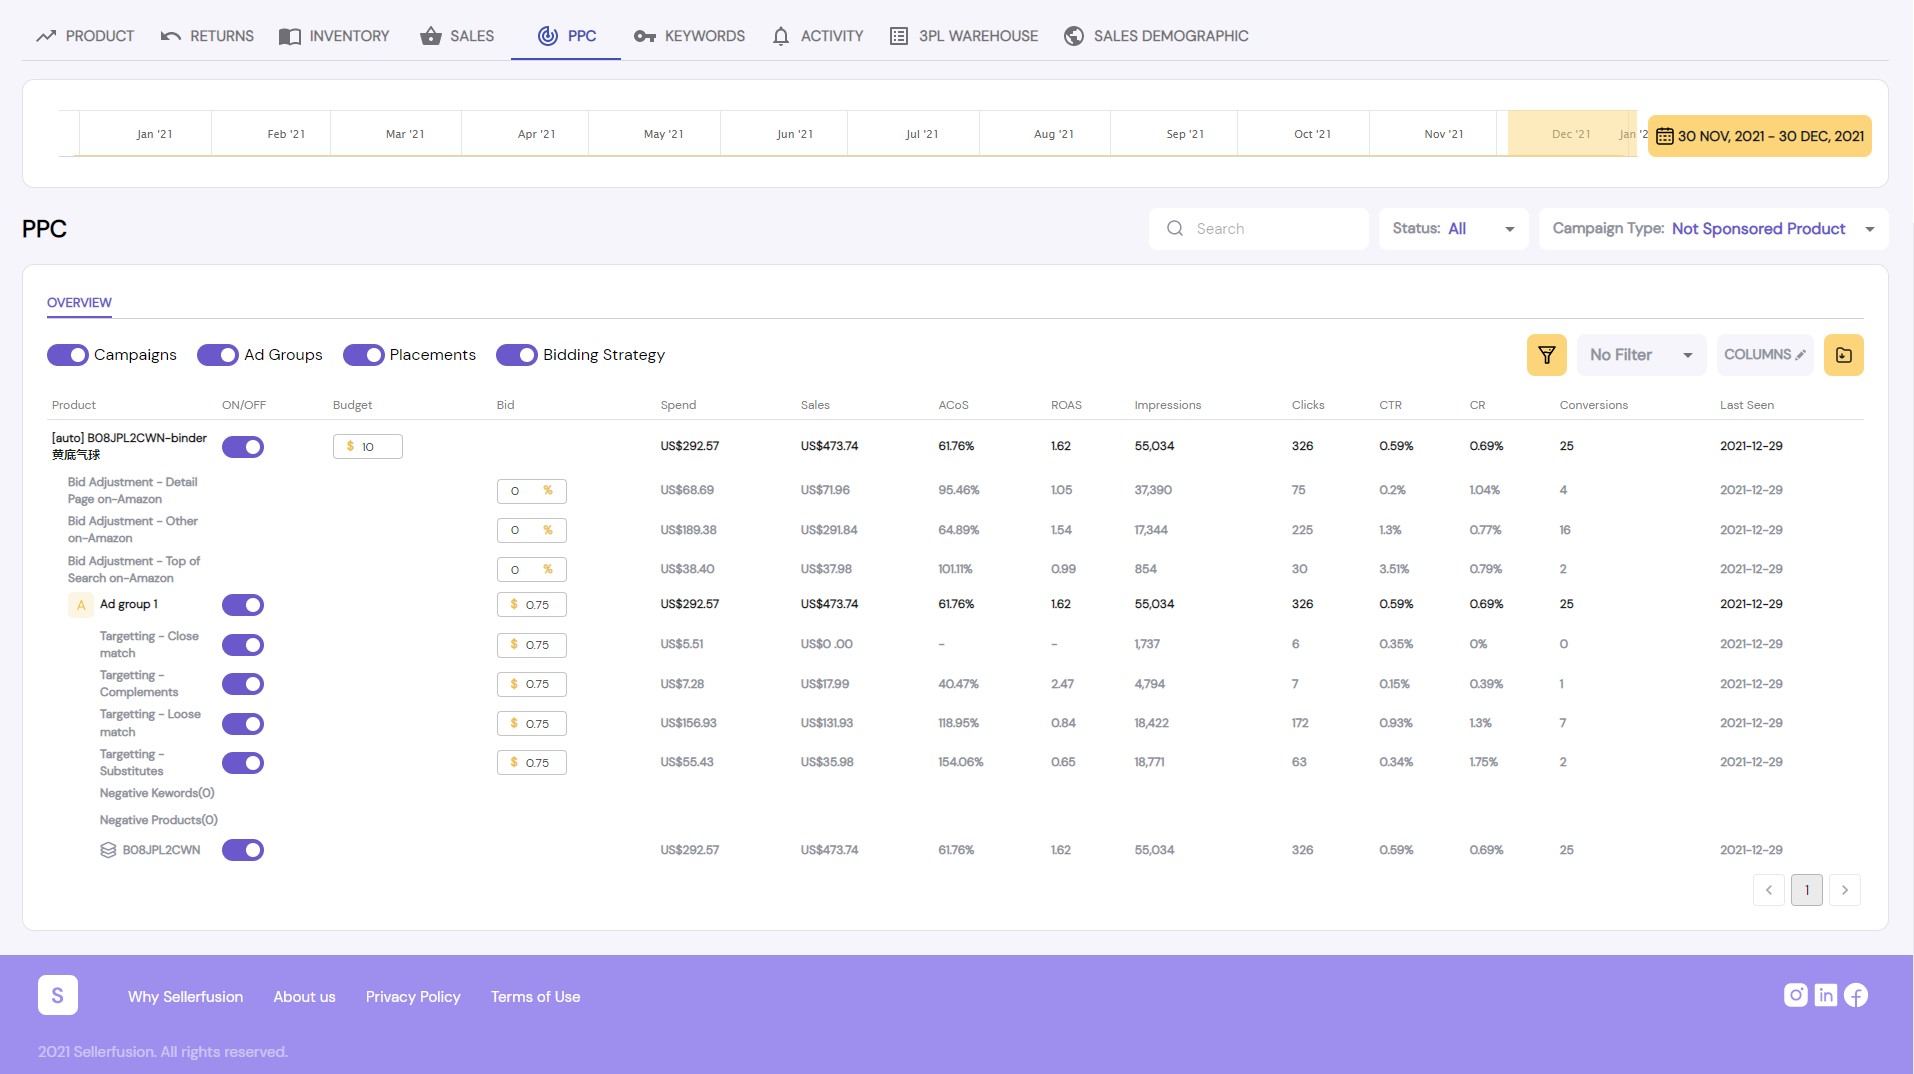 PRODUCT RETURNS INVENTORY SALES PPC KEYWORDS ACTIVITY 3PL WAREHOUSE SALES DEMOGRAPHIC
Jan '21 Feb '21 Mar '21 Apr '21 May '21 Jun '21 Jul '21 Aug '21 Sep '21 Oct '21 Nov '21 Dec '21 Jan '2 30 NOV, 2021 - 30 DEC, 2021
PPC Search Status: All Campaign Type: Not Sponsored Product
OVERVIEW
Campaigns Ad Groups Placements Bidding Strategy No Filter COLUMNS
Product ON/OFF Budget Bid Spend Sales ACoS ROAS Impressions Clicks CTR CR Conversions Last Seen
[auto] B08JPL2CWN-binder
黄底气球 $ 10 US$292.57 US$473.74 61.76% 1.62 55,034 326 0.59% 0.69% 25 2021-12-29
Bid Adjustment - Detail
Page on-Amazon 0 % US$68.69 US$71.96 95.46% 1.05 37,390 75 0.2% 1.04% 4 2021-12-29
Bid Adjustment - Other
on-Amazon 0 % US$189.38 US$291.84 64.89% 1.54 17,344 225 1.3% 0.77% 16 2021-12-29
Bid Adjustment - Top of
Search on-Amazon 0 % US$38.40 US$37.98 101.11% 0.99 854 30 3.51% 0.79% 2 2021-12-29
A Ad group 1 $ 0.75 US$292.57 US$473.74 61.76% 1.62 55,034 326 0.59% 0.69% 25 2021-12-29
Targetting - Close
match $ 0.75 US$5.51 US$0 .00 - - 1,737 6 0.35% 0% 0 2021-12-29
Targetting -
Complements $ 0.75 US$7.28 US$17.99 40.47% 2.47 4,794 7 0.15% 0.39% 1 2021-12-29
Targetting - Loose
match $ 0.75 US$156.93 US$131.93 118.95% 0.84 18,422 172 0.93% 1.3% 7 2021-12-29
Targetting -
Substitutes $ 0.75 US$55.43 US$35.98 154.06% 0.65 18,771 63 0.34% 1.75% 2 2021-12-29
Negative Kewords(0)
Negative Products(0)
B08JPL2CWN US$292.57 US$473.74 61.76% 1.62 55,034 326 0.59% 0.69% 25 2021-12-29
1
S Why Sellerfusion About us Privacy Policy Terms of Use
2021 Sellerfusion. All rights reserved.